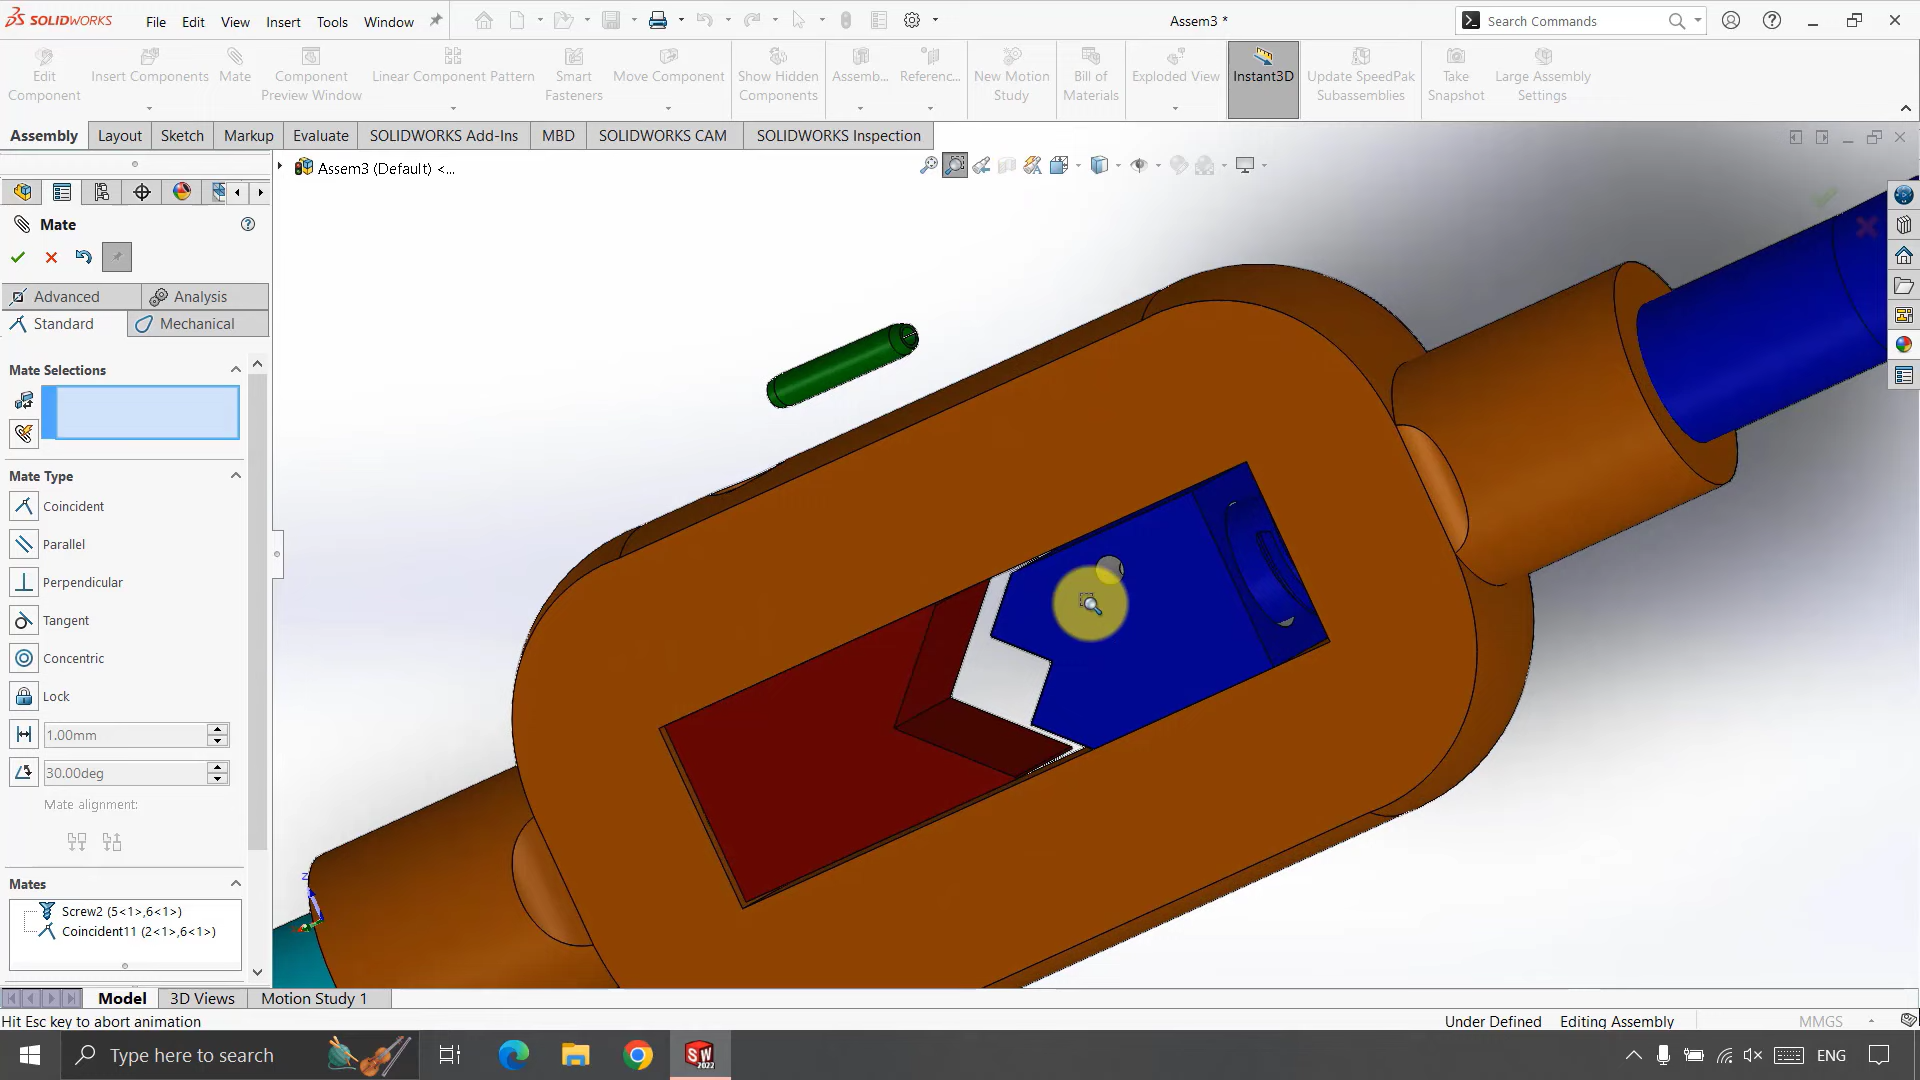 SOLIDWORKS File Edit View Insert Tools Window Assem3 * Search Commands
Edit Component Insert Components Mate Component Preview Window Linear Component Pattern Smart Fasteners Move Component Show Hidden Components Assemb... Referenc... New Motion Study Bill of Materials Exploded View Instant3D Update SpeedPak Subassemblies Take Snapshot Large Assembly Settings
Assembly Layout Sketch Markup Evaluate SOLIDWORKS Add-Ins MBD SOLIDWORKS CAM SOLIDWORKS Inspection
Assem3 (Default) <...
Mate
Advanced Analysis
Standard Mechanical
Mate Selections
Mate Type
Coincident
Parallel
Perpendicular
Tangent
Concentric
Lock
1.00mm
30.00deg
Mate alignment:
Mates
Screw2 (5<1>,6<1>)
Coincident11 (2<1>,6<1>)
Z
Model 3D Views Motion Study 1
Hit Esc key to abort animation Under Defined Editing Assembly MMGS
Type here to search SW 2022 ENG